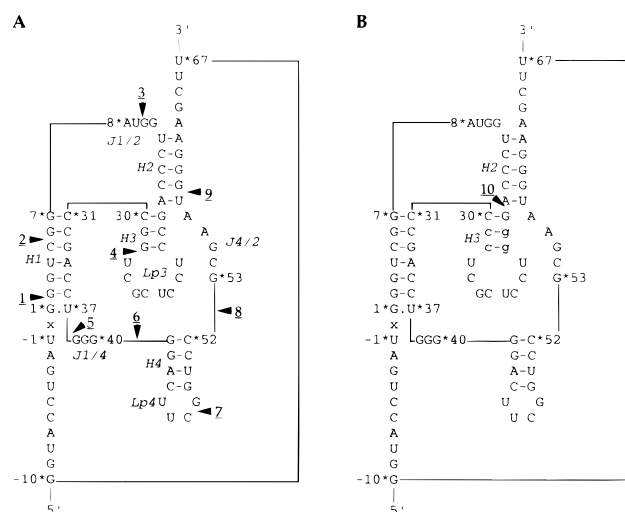 A
3'
U*67
U
C
G
3
8*AUGG A
J1/2
U-A
H2
C-G
C-G
C-G
9
A U
7*G-C*31 30*C-G A
2
G-C H3 G-C A
4
C-G G-C G
J4/2
H1
U-A U U C
Lp3
G-C C C G*53
1
G-C GC UC
1*G.U*37
8
x
5
6
-1*U GGG*40 G-C*52
J1/4
A G-C
H4
G A-U
U C-G
Lp4
C U G
C U C
7
A
U
G
-10*G
5'
B
3'
U*67
U
C
G
8*AUGG A
U-A
H2
C-G
C-G
C-G
10
A U
7*G-C*31 30*C-G A
G-C H3 C-g A
C-G C-g G
H1
U-A U U C
G-C C C G*53
G-C GC UC
1*G.U*37
x
-1*U GGG*40 G-C*52
A G-C
G A-U
U C-G
C U G
C U C
A
U
G
-10*G
5'